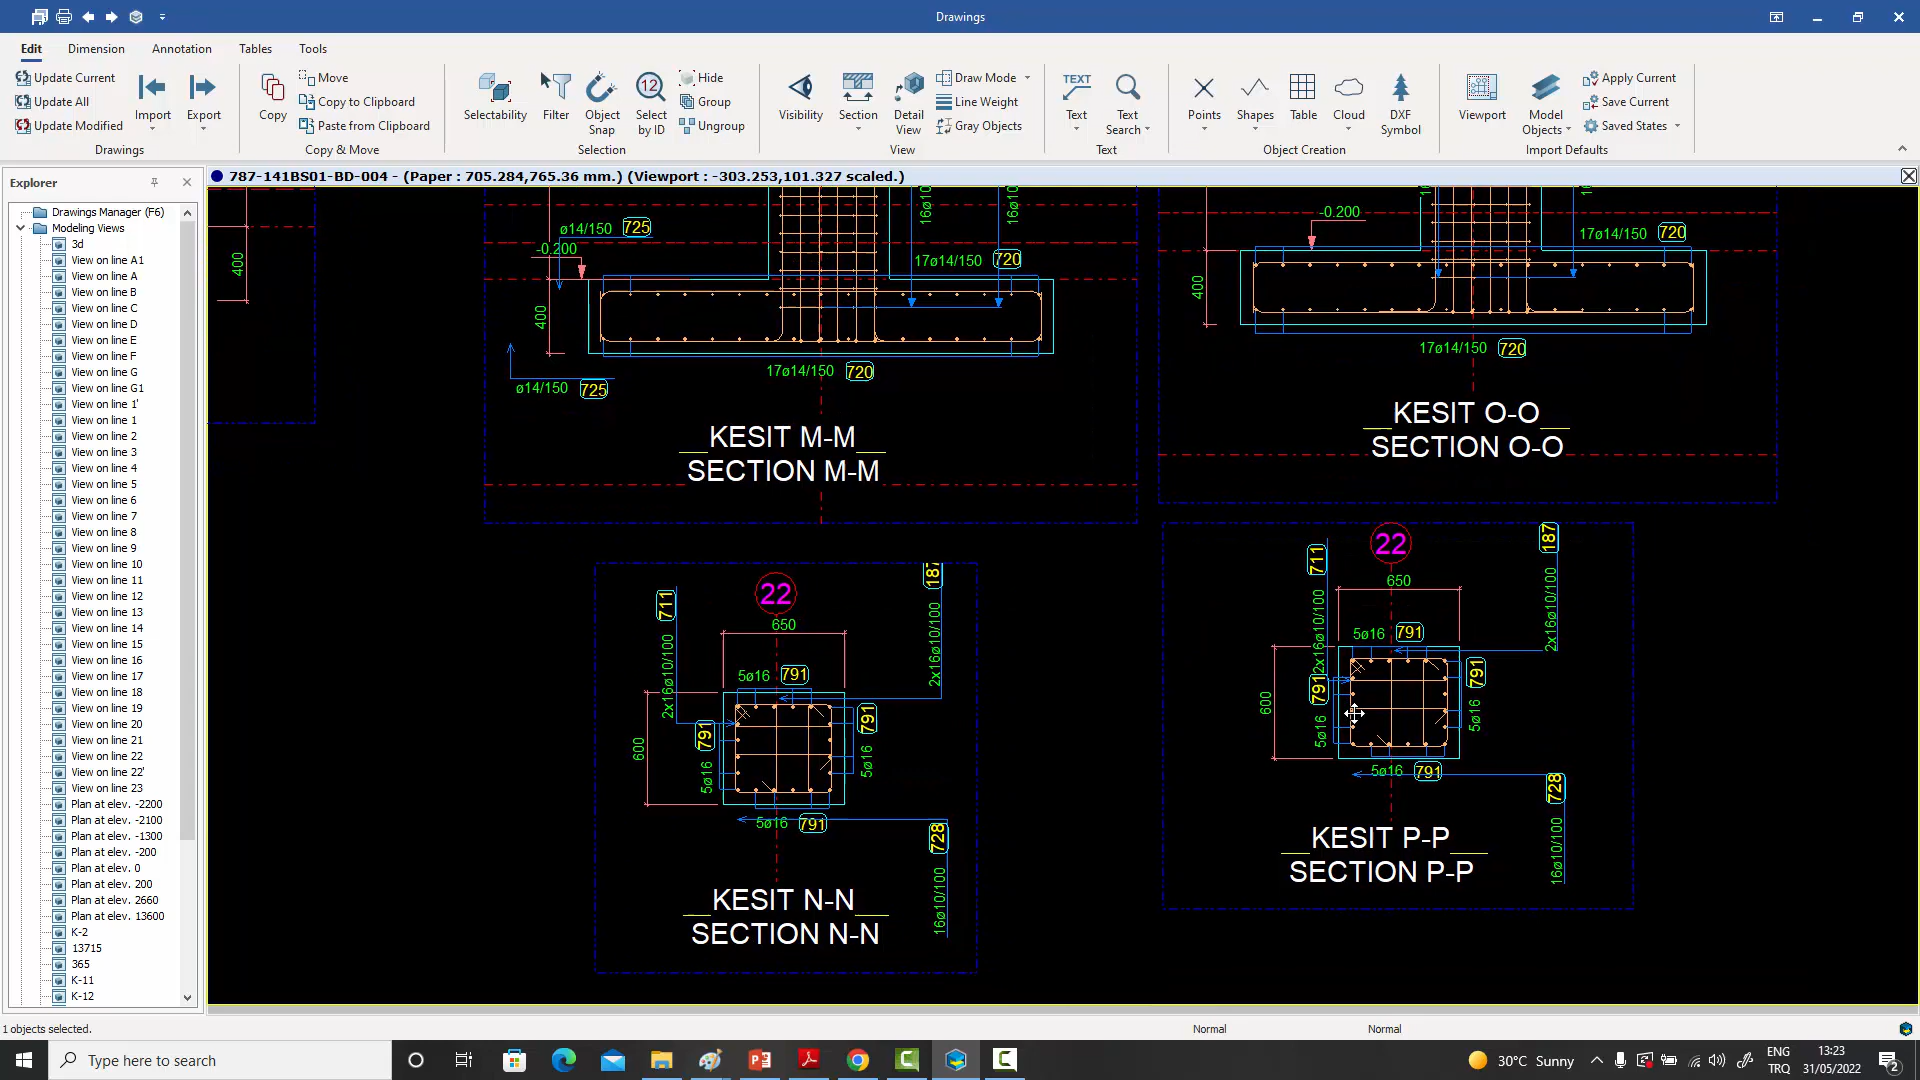 Drawings
Edit
Dimension
Annotation
Tables
Tools
Update Current
Update All
Update Modified
Import
Export
Drawings
Copy
Move
Copy to Clipboard
Paste from Clipboard
Copy & Move
Selectability
Filter
Object Snap
12
Select by ID
Hide
Group
Ungroup
Selection
Visibility
Section
Detail View
Draw Mode
Line Weight
Gray Objects
View
TEXT
Text
Text Search
Text
Points
Shapes
Table
Cloud
DXF Symbol
Object Creation
Viewport
Model Objects
Apply Current
Save Current
Saved States
Import Defaults
Explorer
787-141BS01-BD-004 - (Paper : 705.284,765.36 mm.) (Viewport : -303.253,101.327 scaled.)
Drawings Manager (F6)
Modeling Views
3d
View on line A1
View on line A
View on line B
View on line C
View on line D
View on line E
View on line F
View on line G
View on line G1
View on line 1'
View on line 1
View on line 2
View on line 3
View on line 4
View on line 5
View on line 6
View on line 7
View on line 8
View on line 9
View on line 10
View on line 11
View on line 12
View on line 13
View on line 14
View on line 15
View on line 16
View on line 17
View on line 18
View on line 19
View on line 20
View on line 21
View on line 22
View on line 22'
View on line 23
Plan at elev. -2200
Plan at elev. -2100
Plan at elev. -1300
Plan at elev. -200
Plan at elev. 0
Plan at elev. 200
Plan at elev. 2660
Plan at elev. 13600
K-2
13715
365
K-11
K-12
400
ø14/150 725
-0.200
16ø10
16ø10
17ø14/150 720
400
17ø14/150 720
ø14/150 725
KESIT M-M
SECTION M-M
-0.200
17ø14/150 720
400
17ø14/150 720
KESIT O-O
SECTION O-O
22
650
711
2x16ø10/100
187
2x16ø10/100
5ø16 791
600
791
5ø16
791
5ø16
5ø16 791
728
16ø10/100
KESIT N-N
SECTION N-N
22
650
711
2x16ø10/100
187
2x16ø10/100
5ø16 791
600
791
5ø16
791
5ø16
5ø16 791
728
16ø10/100
KESIT P-P
SECTION P-P
1 objects selected.
Normal
Normal
Type here to search
30°C Sunny
ENG
TRQ
13:23
31/05/2022
2